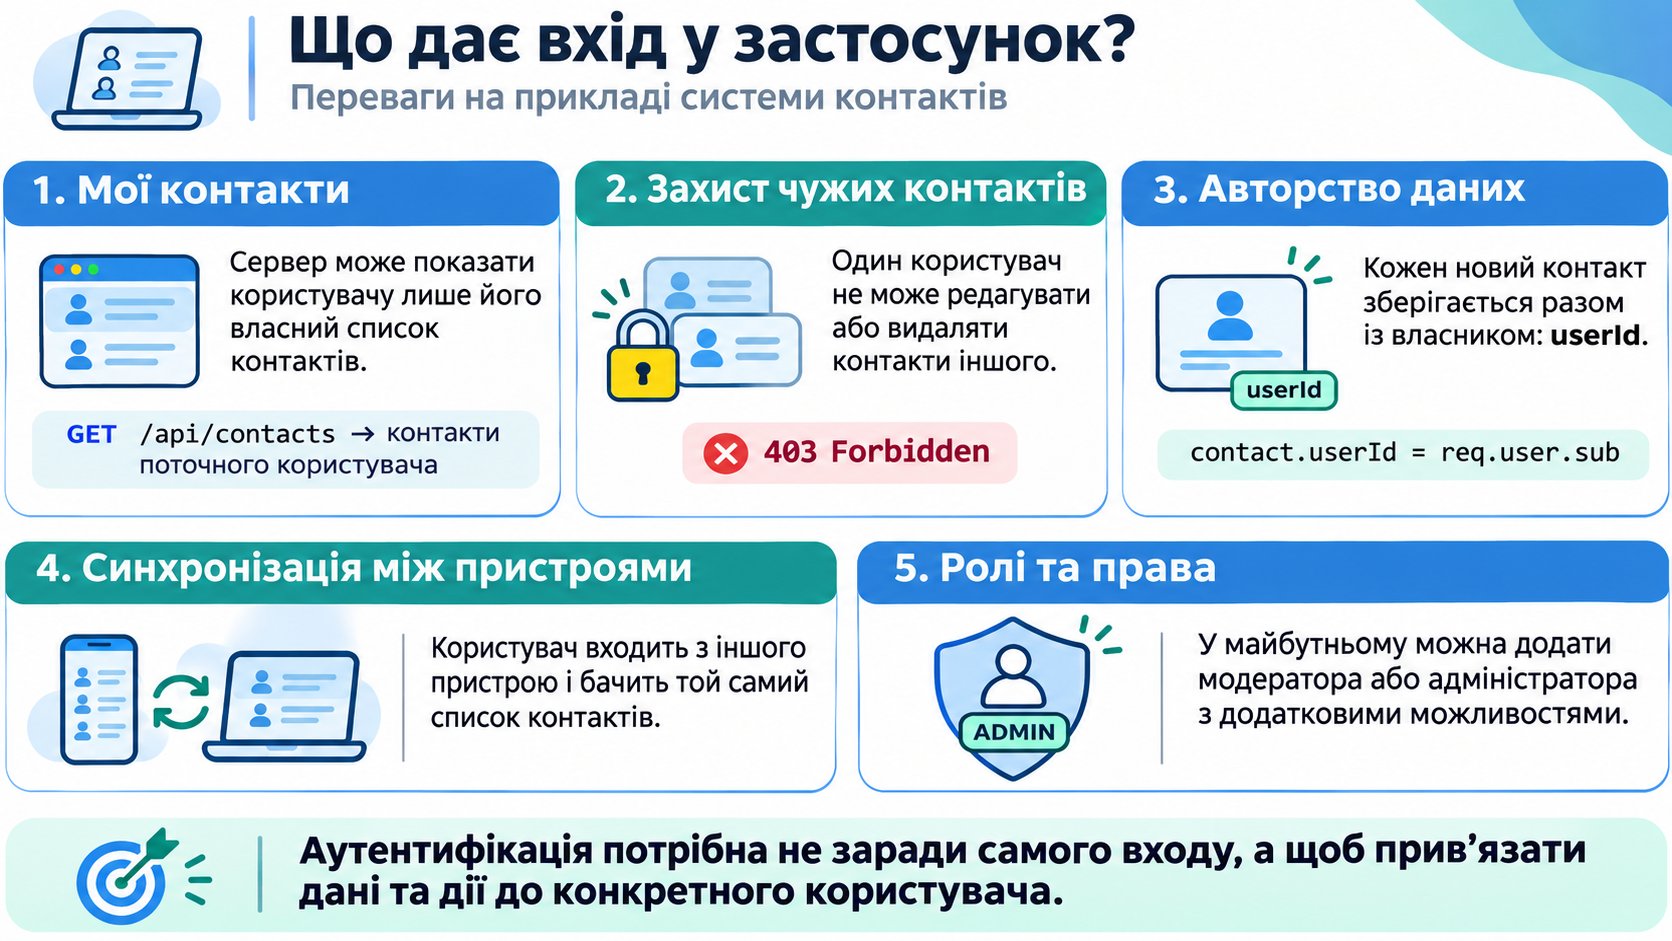 Що дає вхід у застосунок?
Переваги на прикладі системи контактів
1. Мої контакти
Сервер може показати
користувачу лише його
власний список
контактів.
GET /api/contacts → контакти
поточного користувача
2. Захист чужих контактів
Один користувач
не може редагувати
або видаляти
контакти іншого.
403 Forbidden
3. Авторство даних
Кожен новий контакт
зберігається разом
із власником: userId.
userId
contact.userId = req.user.sub
4. Синхронізація між пристроями
Користувач входить з іншого
пристрою і бачить той самий
список контактів.
5. Ролі та права
ADMIN
У майбутньому можна додати
модератора або адміністратора
з додатковими можливостями.
Аутентифікація потрібна не заради самого входу, а щоб прив’язати
дані та дії до конкретного користувача.